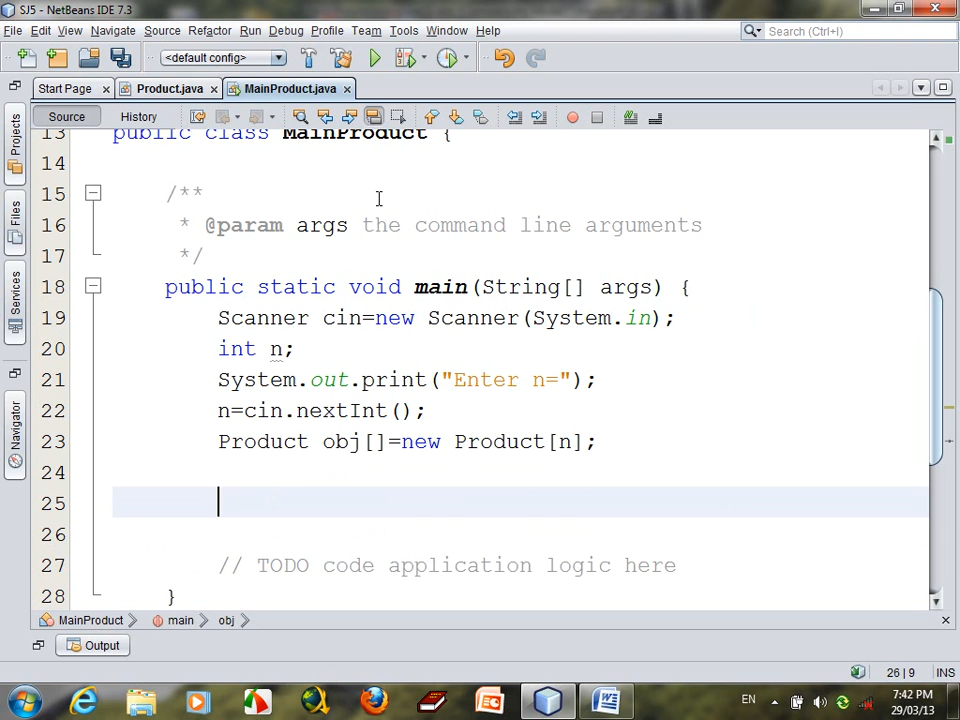 SJ5 - NetBeans IDE 7.3
File Edit View Navigate Source Refactor Run Debug Profile Team Tools Window Help
Search (Ctrl+I)
<default config>
Start Page Product.java MainProduct.java
Source History
Projects
Files
Services
Navigator
13 public class MainProduct {
14
15 /**
16 * @param args the command line arguments
17 */
18 public static void main(String[] args) {
19 Scanner cin=new Scanner(System.in);
20 int n;
21 System.out.print("Enter n=");
22 n=cin.nextInt();
23 Product obj[]=new Product[n];
24
25
26
27 // TODO code application logic here
28 }
MainProduct main obj
Output
26 | 9 INS
EN 7:42 PM
29/03/13